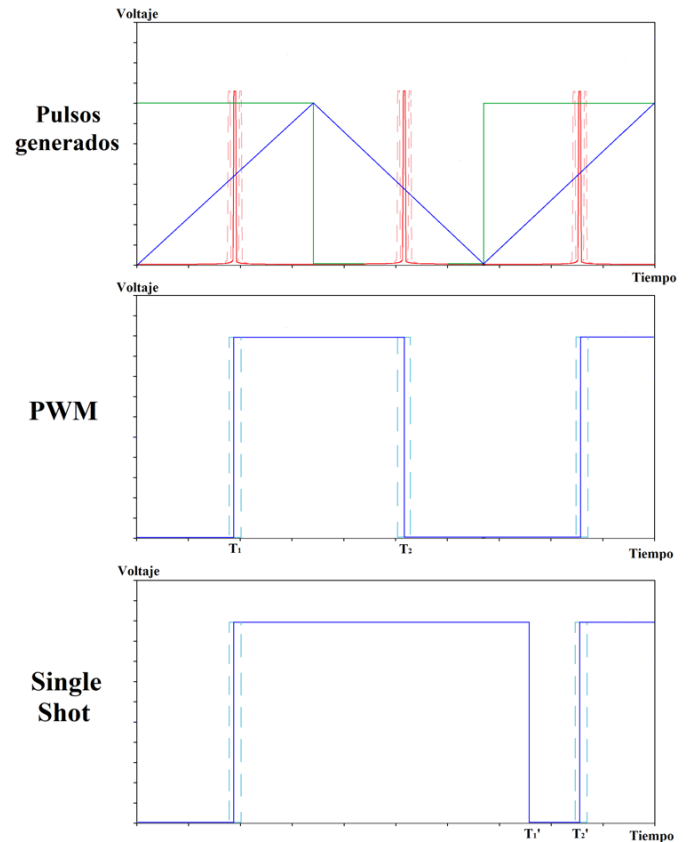 Voltaje
Pulsos
generados
Tiempo
Voltaje
PWM
T₁
T₂
Tiempo
Voltaje
Single
Shot
T₁'
T₂'
Tiempo